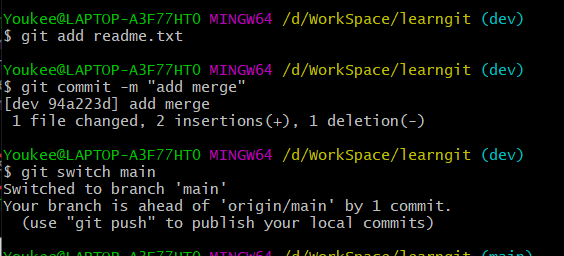 Youkee@LAPTOP-A3F77HT0 MINGW64 /d/WorkSpace/learngit (dev)
$ git add readme.txt
Youkee@LAPTOP-A3F77HT0 MINGW64 /d/WorkSpace/learngit (dev)
$ git commit -m "add merge"
[dev 94a223d] add merge
 1 file changed, 2 insertions(+), 1 deletion(-)
Youkee@LAPTOP-A3F77HT0 MINGW64 /d/WorkSpace/learngit (dev)
$ git switch main
Switched to branch 'main'
Your branch is ahead of 'origin/main' by 1 commit.
  (use "git push" to publish your local commits)
Youkee@LAPTOP-A3F77HT0 MINGW64 /d/WorkSpace/learngit (main)